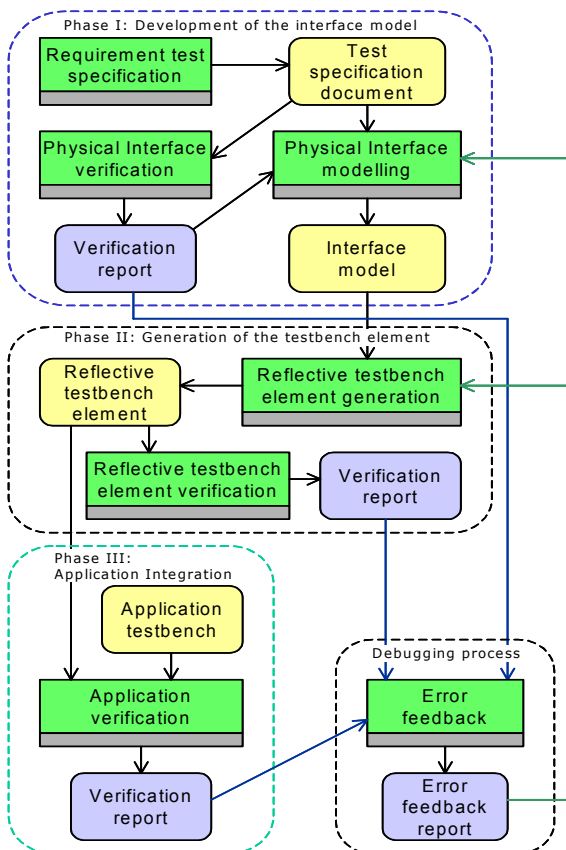 Phase I: Development of the interface model
Requirement test
specification
Test
specification
document
Physical Interface
verification
Physical Interface
modelling
Verification
report
Interface
model
Phase II: Generation of the testbench element
Reflective
testbench
element
Reflective testbench
element generation
Reflective testbench
element verification
Verification
report
Phase III:
Application Integration
Application
testbench
Application
verification
Verification
report
Debugging process
Error
feedback
Error
feedback
report